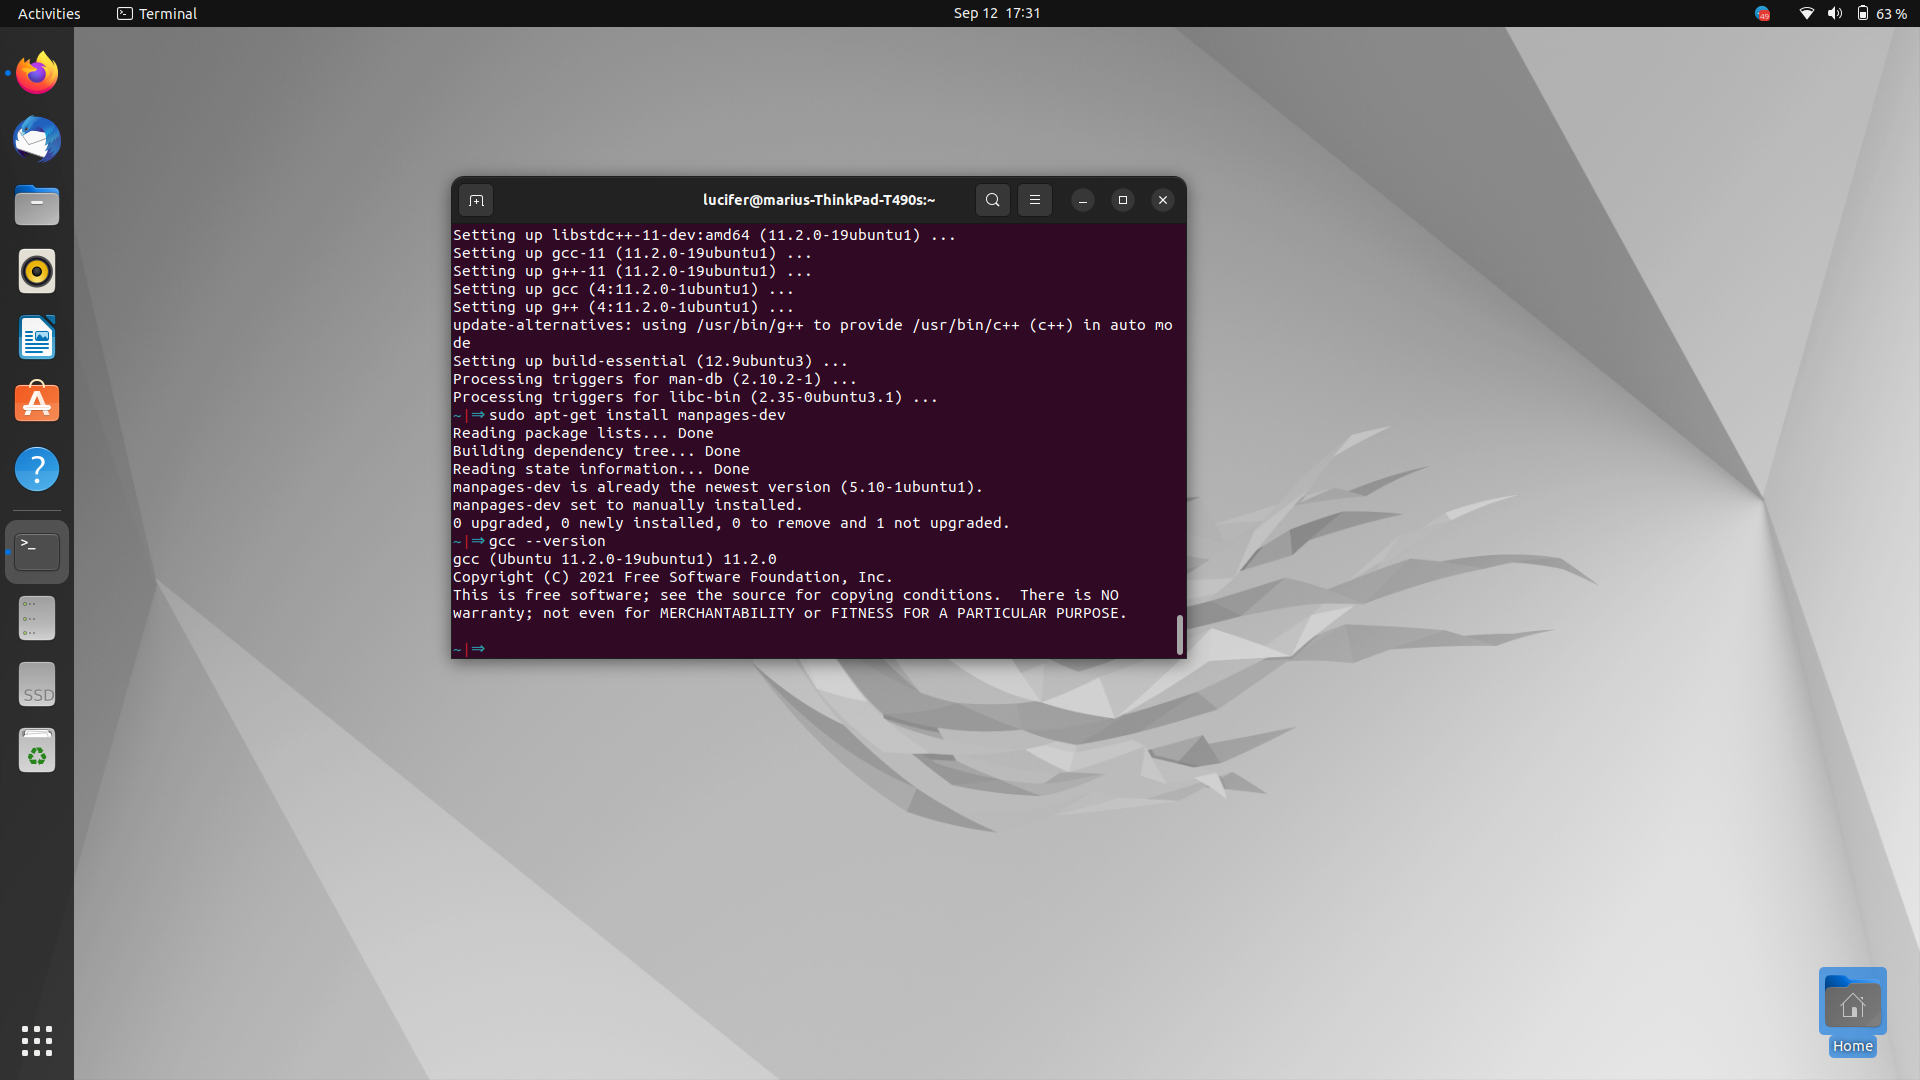 Activities
Terminal
Sep 12 17:31
49
63 %
lucifer@marius-ThinkPad-T490s:~
Setting up libstdc++-11-dev:amd64 (11.2.0-19ubuntu1) ...
Setting up gcc-11 (11.2.0-19ubuntu1) ...
Setting up g++-11 (11.2.0-19ubuntu1) ...
Setting up gcc (4:11.2.0-1ubuntu1) ...
Setting up g++ (4:11.2.0-1ubuntu1) ...
update-alternatives: using /usr/bin/g++ to provide /usr/bin/c++ (c++) in auto mo
de
Setting up build-essential (12.9ubuntu3) ...
Processing triggers for man-db (2.10.2-1) ...
Processing triggers for libc-bin (2.35-0ubuntu3.1) ...
~|⇒ sudo apt-get install manpages-dev
Reading package lists... Done
Building dependency tree... Done
Reading state information... Done
manpages-dev is already the newest version (5.10-1ubuntu1).
manpages-dev set to manually installed.
0 upgraded, 0 newly installed, 0 to remove and 1 not upgraded.
~|⇒ gcc --version
gcc (Ubuntu 11.2.0-19ubuntu1) 11.2.0
Copyright (C) 2021 Free Software Foundation, Inc.
This is free software; see the source for copying conditions.  There is NO
warranty; not even for MERCHANTABILITY or FITNESS FOR A PARTICULAR PURPOSE.
~|⇒
SSD
Home